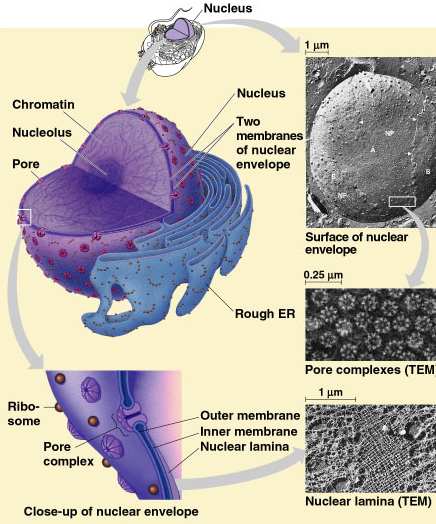 Nucleus
1 μm
Chromatin
Nucleolus
Pore
Nucleus
Two
membranes
of nuclear
envelope
NP
A
B
NP
Surface of nuclear
envelope
0.25 μm
Rough ER
Pore complexes (TEM)
1 μm
Ribo-
some
Pore
complex
Outer membrane
Inner membrane
Nuclear lamina
Nuclear lamina (TEM)
Close-up of nuclear envelope